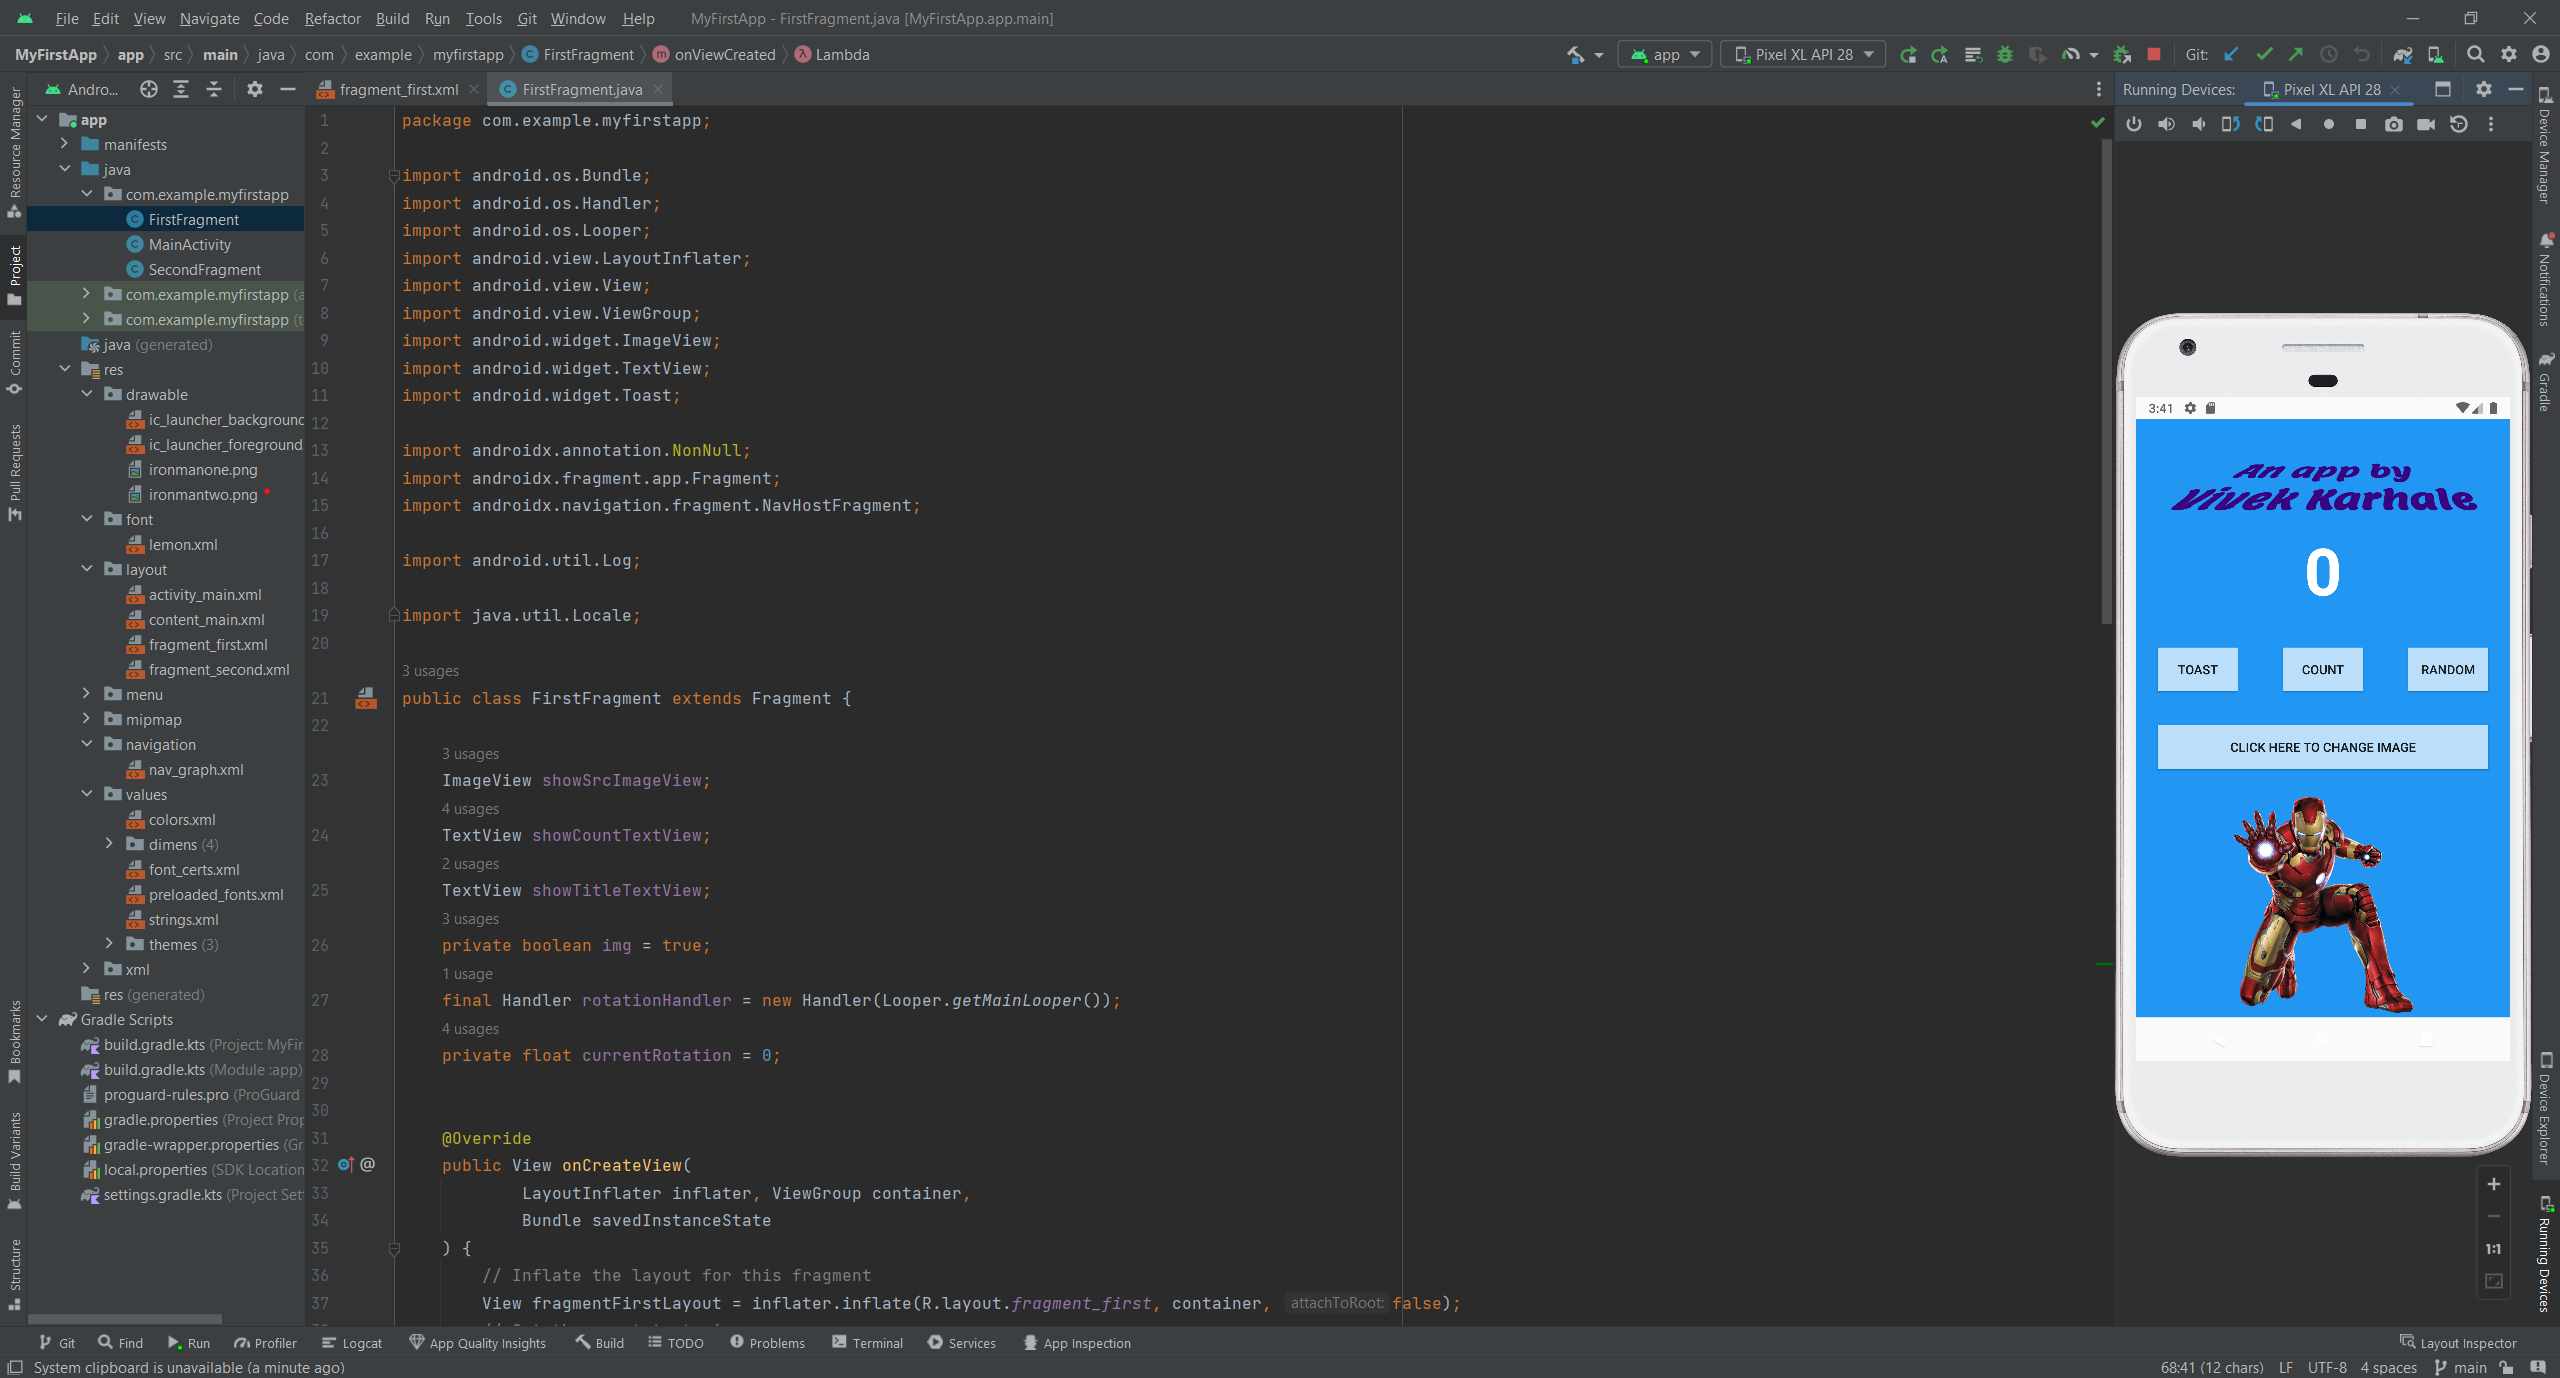 File Edit View Navigate Code Refactor Build Run Tools Git Window Help MyFirstApp - FirstFragment.java [MyFirstApp.app.main]
MyFirstApp app src main java com example myfirstapp FirstFragment onViewCreated Lambda app Pixel XL API 28 Git:
Andro... fragment_first.xml FirstFragment.java Running Devices: Pixel XL API 28
Resource Manager
Project
Commit
Pull Requests
Bookmarks
Build Variants
Structure
app
manifests
java
com.example.myfirstapp
FirstFragment
MainActivity
SecondFragment
com.example.myfirstapp (a
com.example.myfirstapp (t
java (generated)
res
drawable
ic_launcher_background
ic_launcher_foreground.
ironmanone.png
ironmantwo.png
font
lemon.xml
layout
activity_main.xml
content_main.xml
fragment_first.xml
fragment_second.xml
menu
mipmap
navigation
nav_graph.xml
values
colors.xml
dimens (4)
font_certs.xml
preloaded_fonts.xml
strings.xml
themes (3)
xml
res (generated)
Gradle Scripts
build.gradle.kts (Project: MyFir
build.gradle.kts (Module :app)
proguard-rules.pro (ProGuard
gradle.properties (Project Prop
gradle-wrapper.properties (Gr
local.properties (SDK Location
settings.gradle.kts (Project Set
1 package com.example.myfirstapp;
2
3 import android.os.Bundle;
4 import android.os.Handler;
5 import android.os.Looper;
6 import android.view.LayoutInflater;
7 import android.view.View;
8 import android.view.ViewGroup;
9 import android.widget.ImageView;
10 import android.widget.TextView;
11 import android.widget.Toast;
12
13 import androidx.annotation.NonNull;
14 import androidx.fragment.app.Fragment;
15 import androidx.navigation.fragment.NavHostFragment;
16
17 import android.util.Log;
18
19 import java.util.Locale;
20
3 usages
21 public class FirstFragment extends Fragment {
22
3 usages
23 ImageView showSrcImageView;
4 usages
24 TextView showCountTextView;
2 usages
25 TextView showTitleTextView;
3 usages
26 private boolean img = true;
1 usage
27 final Handler rotationHandler = new Handler(Looper.getMainLooper());
4 usages
28 private float currentRotation = 0;
29
30
31 @Override
32 @ public View onCreateView(
33 LayoutInflater inflater, ViewGroup container,
34 Bundle savedInstanceState
35 ) {
36 // Inflate the layout for this fragment
37 View fragmentFirstLayout = inflater.inflate(R.layout.fragment_first, container, attachToRoot: false);
3:41
An app by
Vivek Karhale
0
TOAST COUNT RANDOM
CLICK HERE TO CHANGE IMAGE
1:1
Device Manager
Notifications
Gradle
Device Explorer
Running Devices
Git Find Run Profiler Logcat App Quality Insights Build TODO Problems Terminal Services App Inspection Layout Inspector
System clipboard is unavailable (a minute ago) 68:41 (12 chars) LF UTF-8 4 spaces main